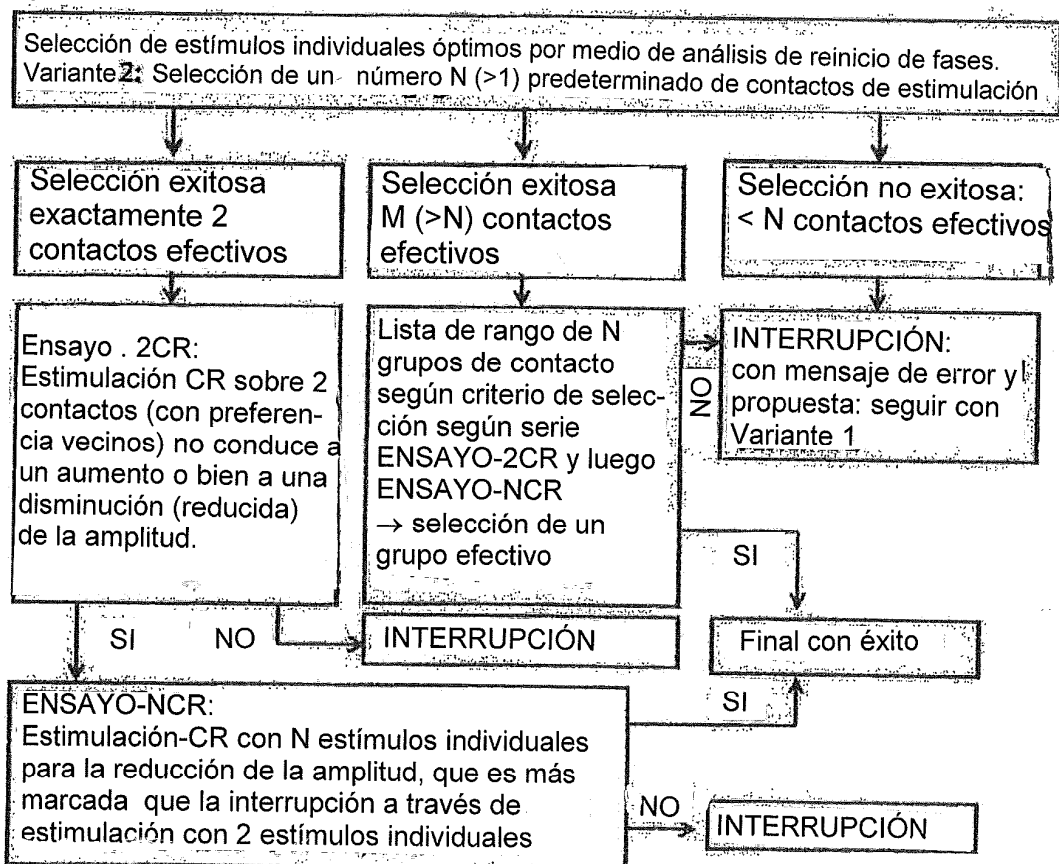 Selección de estímulos individuales óptimos por medio de análisis de reinicio de fases.
Variante 2: Selección de un número N (>1) predeterminado de contactos de estimulación
Selección exitosa
exactamente 2
contactos efectivos
Selección exitosa
M (>N) contactos
efectivos
Selección no exitosa:
< N contactos efectivos
Ensayo . 2CR:
Estimulación CR sobre 2
contactos (con preferen-
cia vecinos) no conduce a
un aumento o bien a una
disminución (reducida)
de la amplitud.
Lista de rango de N
grupos de contacto
según criterio de selec-
ción según serie
ENSAYO-2CR y luego
ENSAYO-NCR
→ selección de un
grupo efectivo
NO
INTERRUPCIÓN:
con mensaje de error y
propuesta: seguir con
Variante 1
SI
SI
NO
INTERRUPCIÓN
Final con éxito
ENSAYO-NCR:
Estimulación-CR con N estímulos individuales
para la reducción de la amplitud, que es más
marcada que la interrupción a través de
estimulación con 2 estímulos individuales
SI
NO
INTERRUPCIÓN